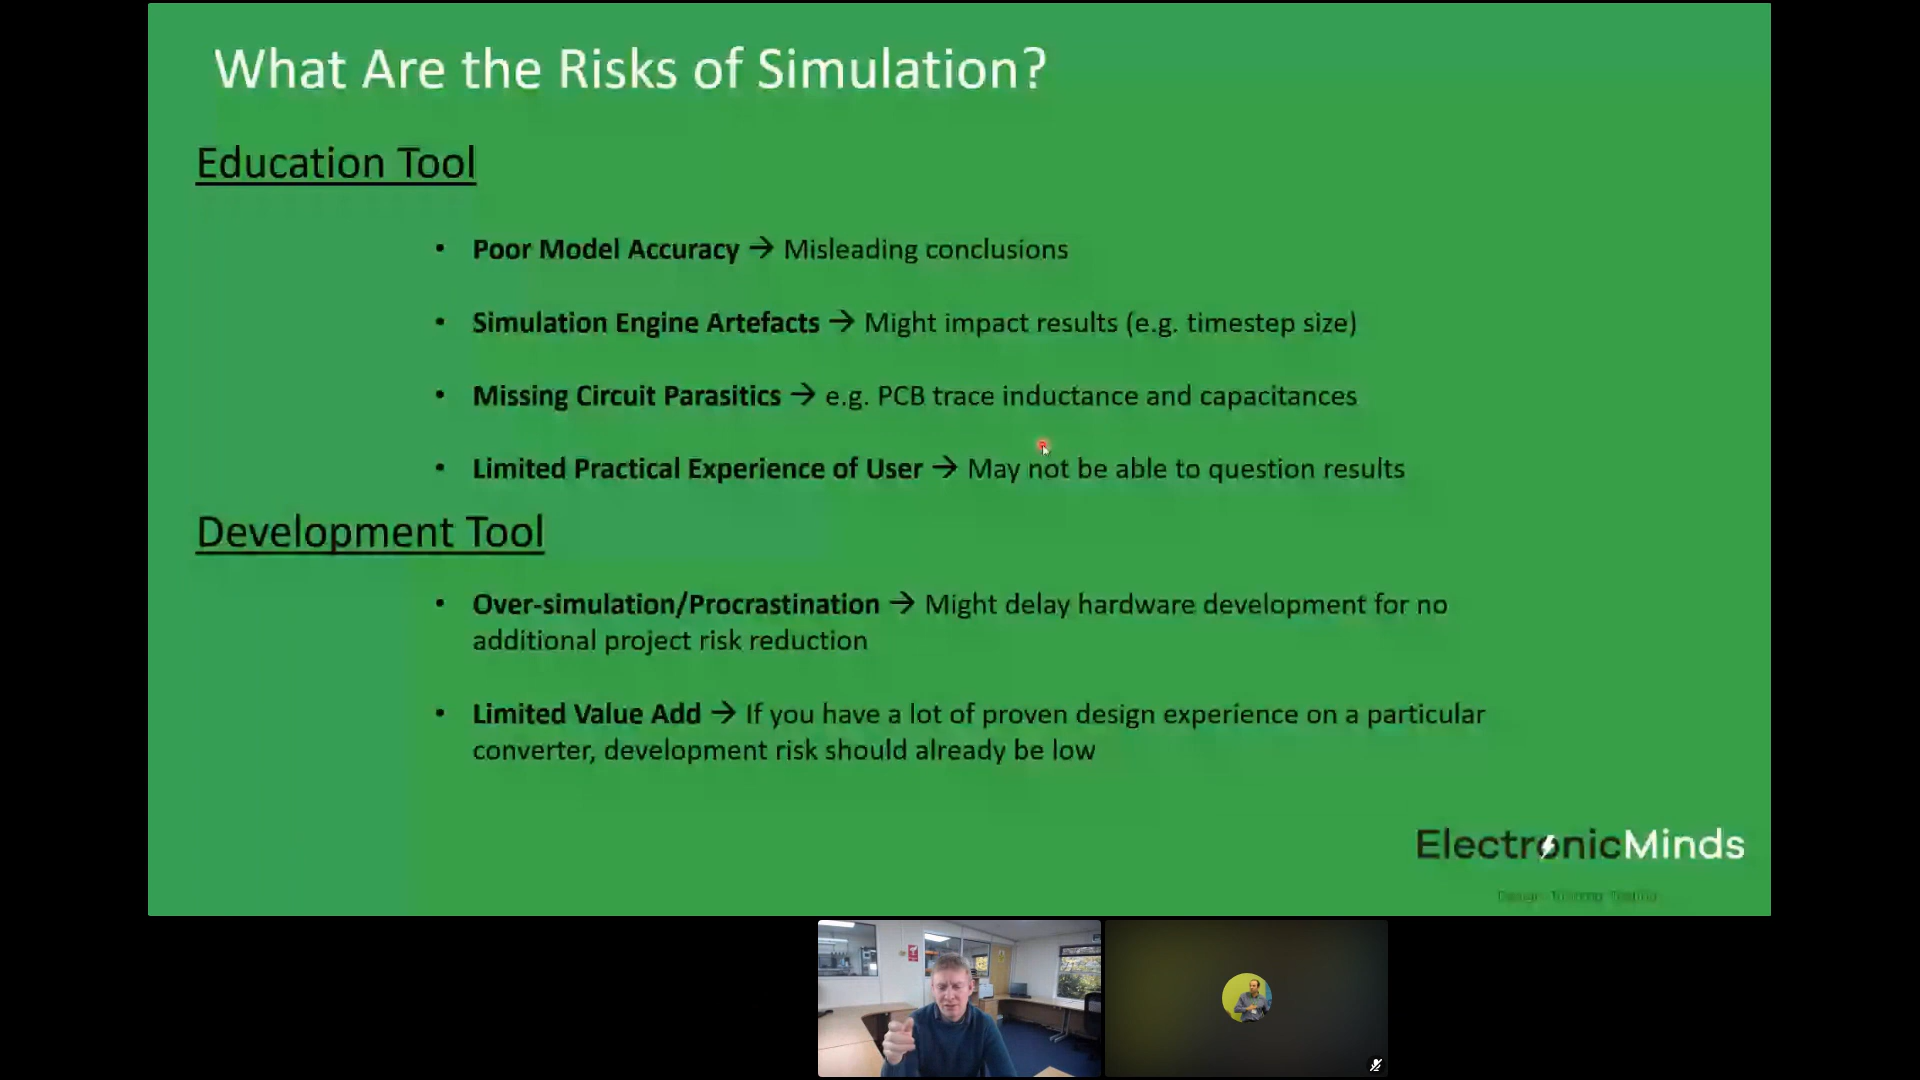 What Are the Risks of Simulation?
Education Tool
• Poor Model Accuracy → Misleading conclusions
• Simulation Engine Artefacts → Might impact results (e.g. timestep size)
• Missing Circuit Parasitics → e.g. PCB trace inductance and capacitances
• Limited Practical Experience of User → May not be able to question results
Development Tool
• Over-simulation/Procrastination → Might delay hardware development for no
additional project risk reduction
• Limited Value Add → If you have a lot of proven design experience on a particular
converter, development risk should already be low
ElectronicMinds